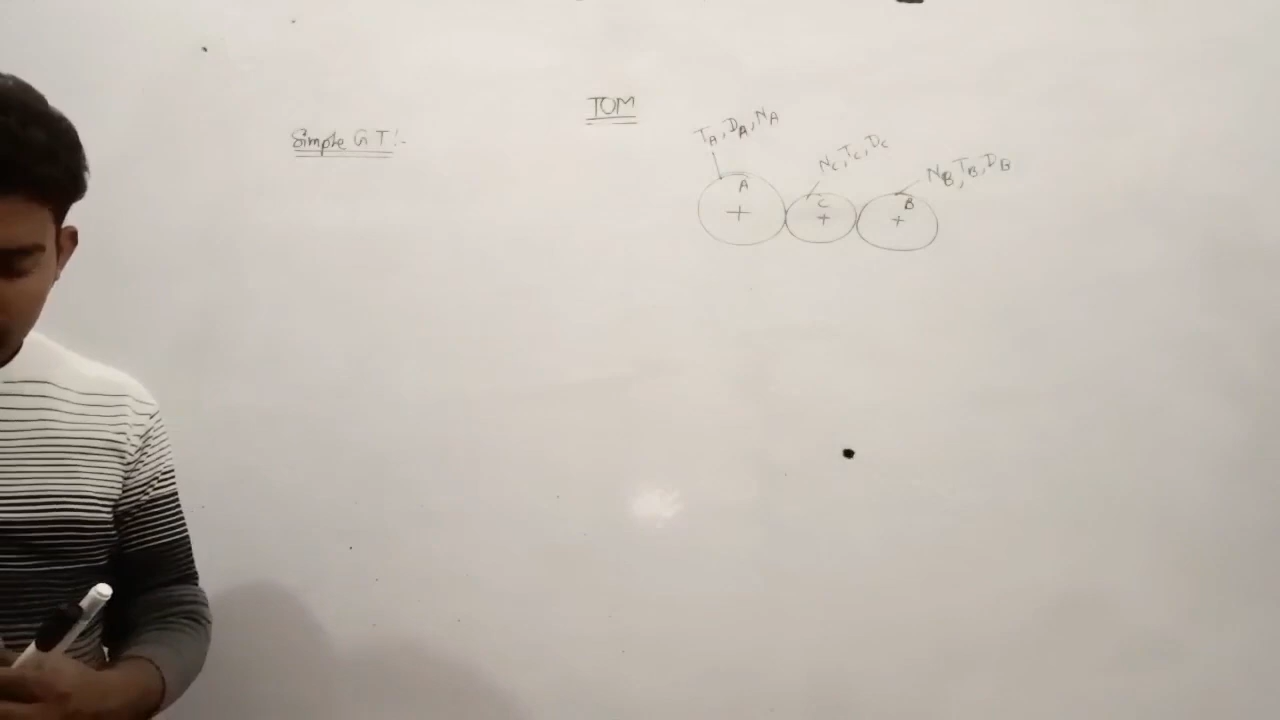 TOM
Simple G T :-
TA, DA, NA
NC, TC, DC
NB, TB, DB
A
C
B